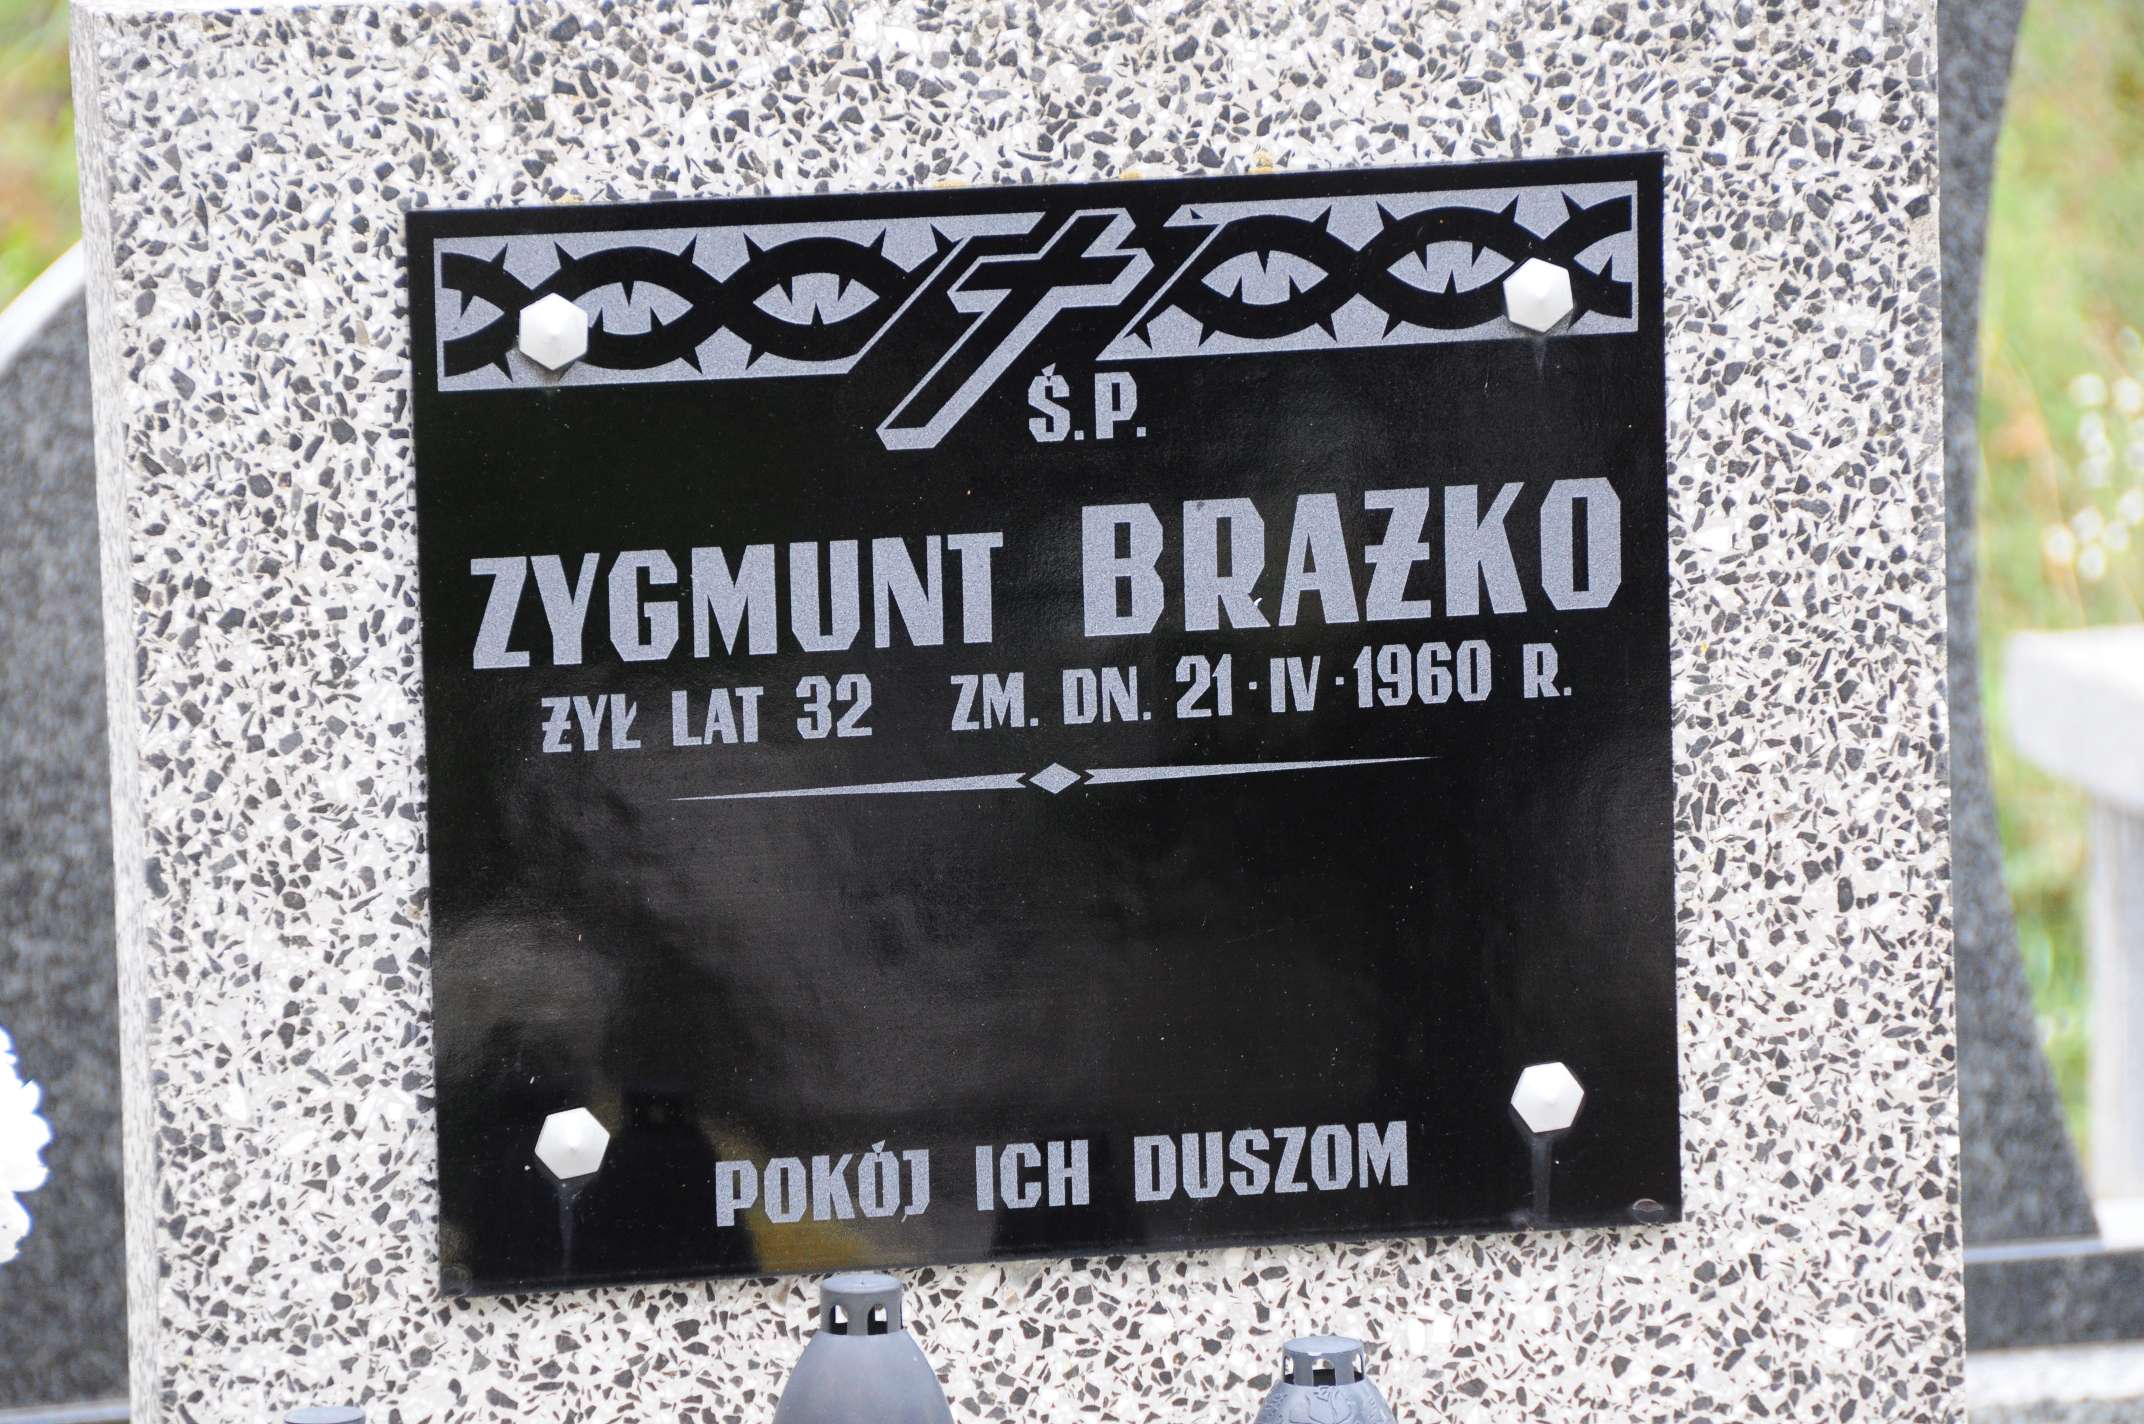 Ś.P.
ZYGMUNT BRAŻKO
ŻYŁ LAT 32 ZM. DN. 21·IV·1960 R.
POKÓJ ICH DUSZOM